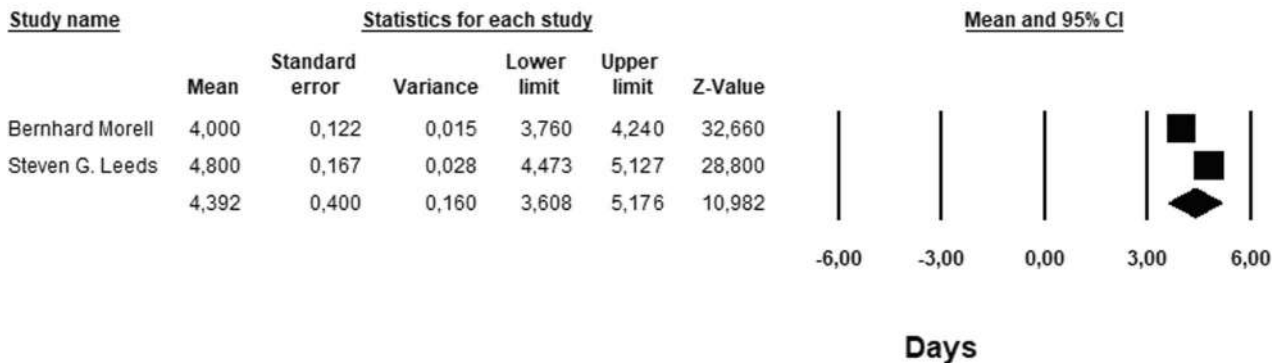 Study name Statistics for each study Mean and 95% CI
Mean Standard error Variance Lower limit Upper limit Z-Value
Bernhard Morell 4,000 0,122 0,015 3,760 4,240 32,660
Steven G. Leeds 4,800 0,167 0,028 4,473 5,127 28,800
4,392 0,400 0,160 3,608 5,176 10,982
-6,00 -3,00 0,00 3,00 6,00
Days